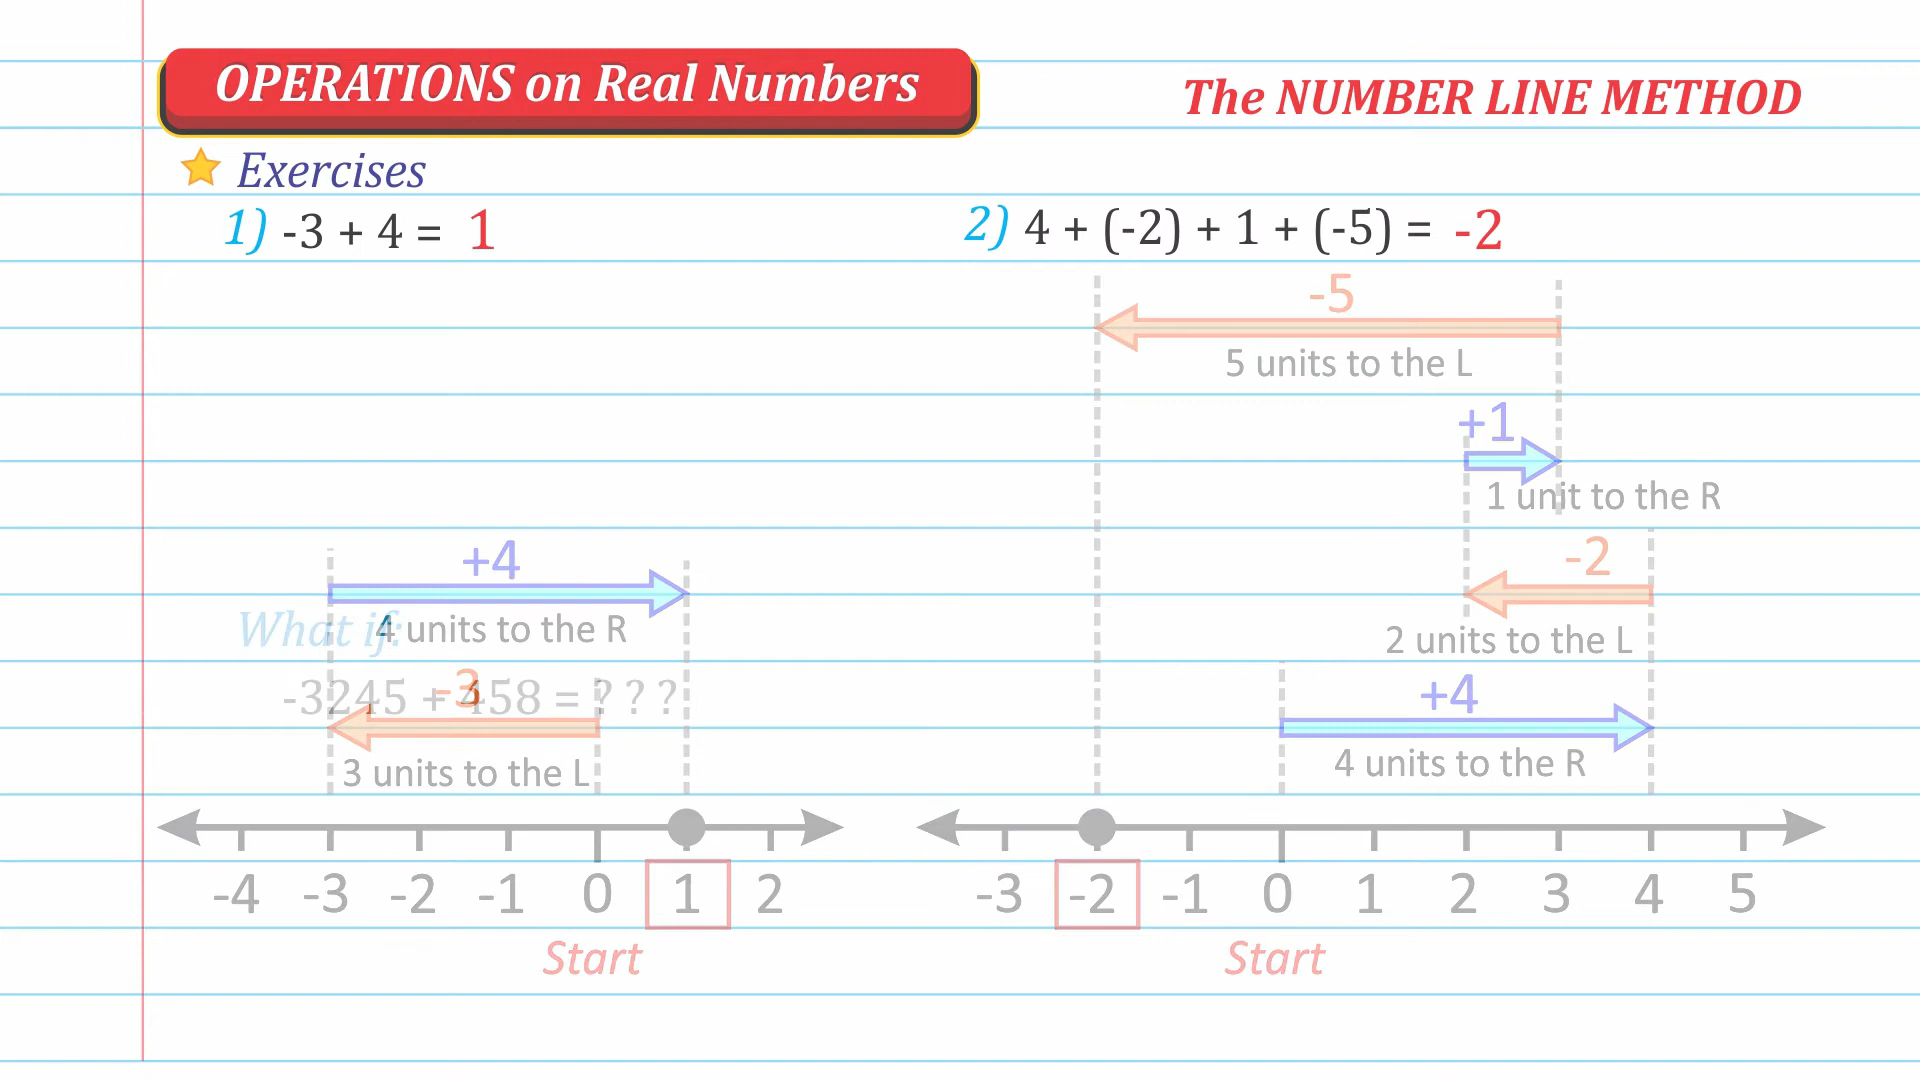 OPERATIONS on Real Numbers
The NUMBER LINE METHOD
Exercises
1) -3 + 4 = 1
+4
4 units to the R
What if:
-3245 + 458 = ? ? ?
-3
3 units to the L
-4 -3 -2 -1 0 1 2
Start
2) 4 + (-2) + 1 + (-5) = -2
-5
5 units to the L
+1
1 unit to the R
-2
2 units to the L
+4
4 units to the R
-3 -2 -1 0 1 2 3 4 5
Start